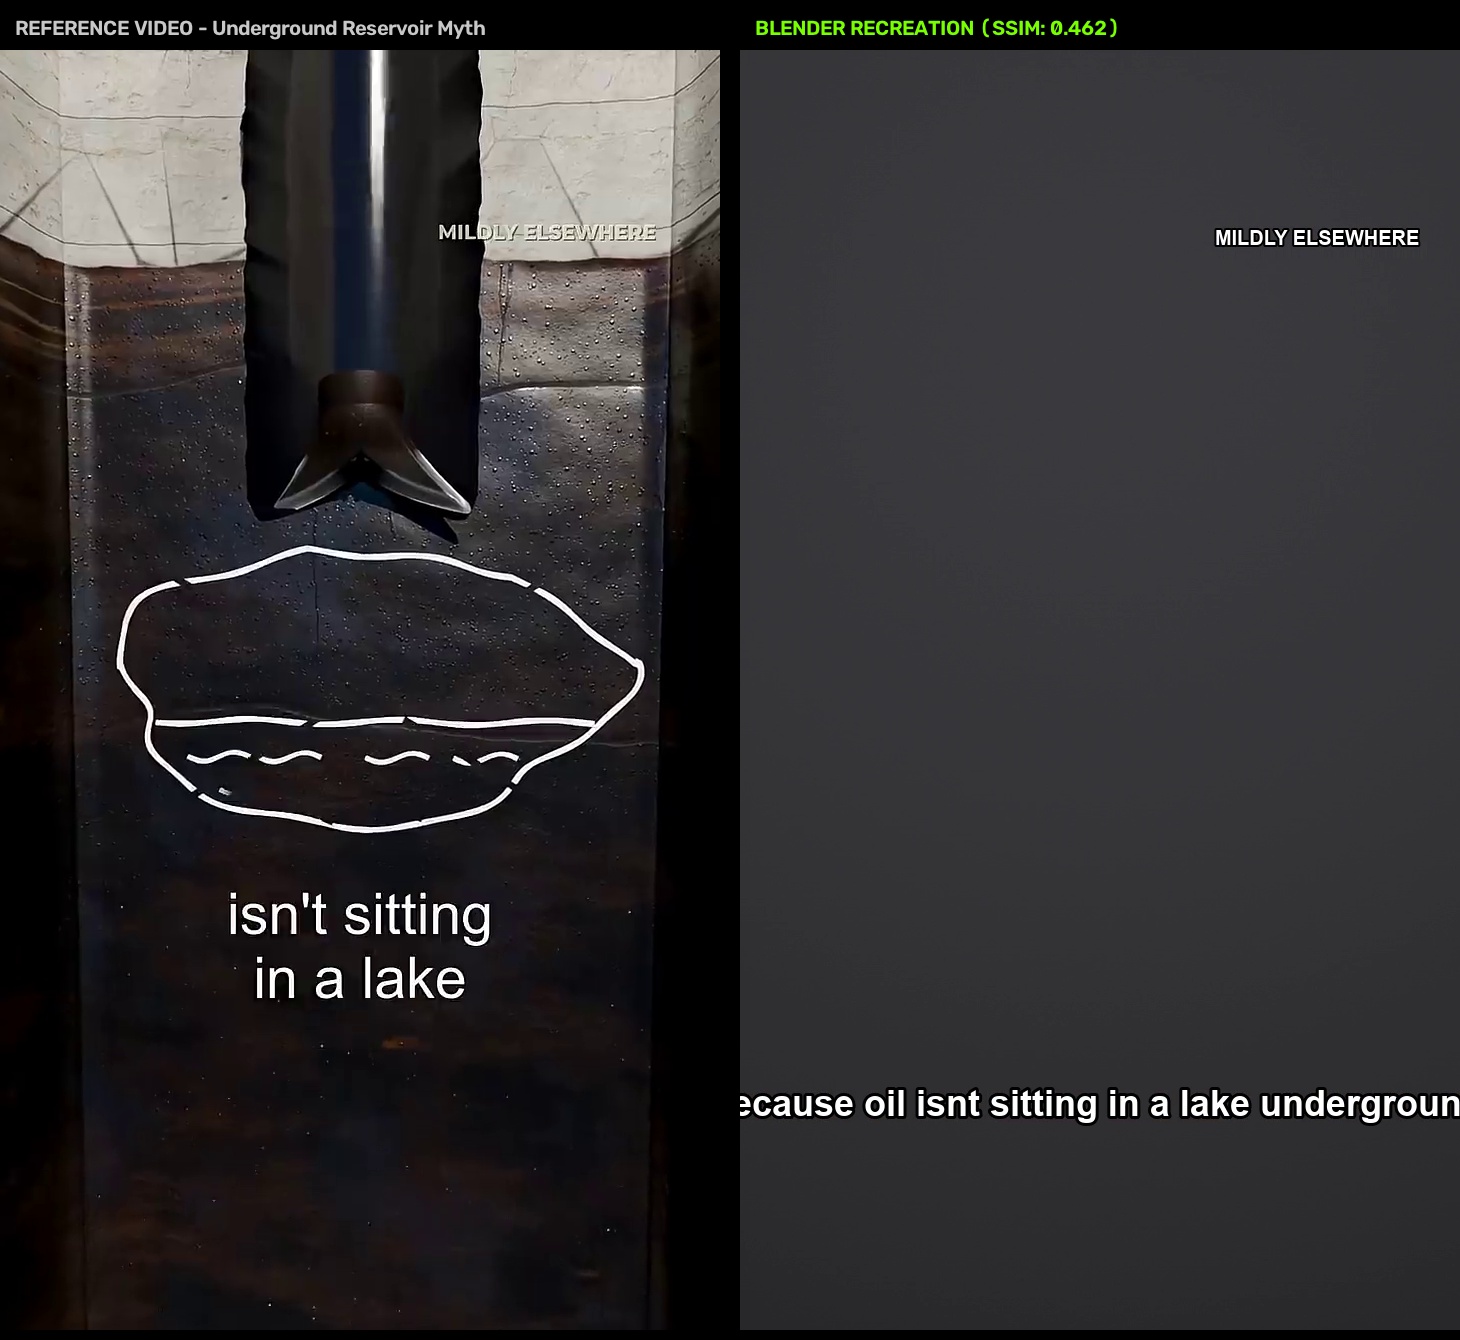 REFERENCE VIDEO - Underground Reservoir Myth
BLENDER RECREATION (SSIM: 0.462)
MILDLY ELSEWHERE
MILDLY ELSEWHERE
isn't sitting
in a lake
ecause oil isnt sitting in a lake undergroun